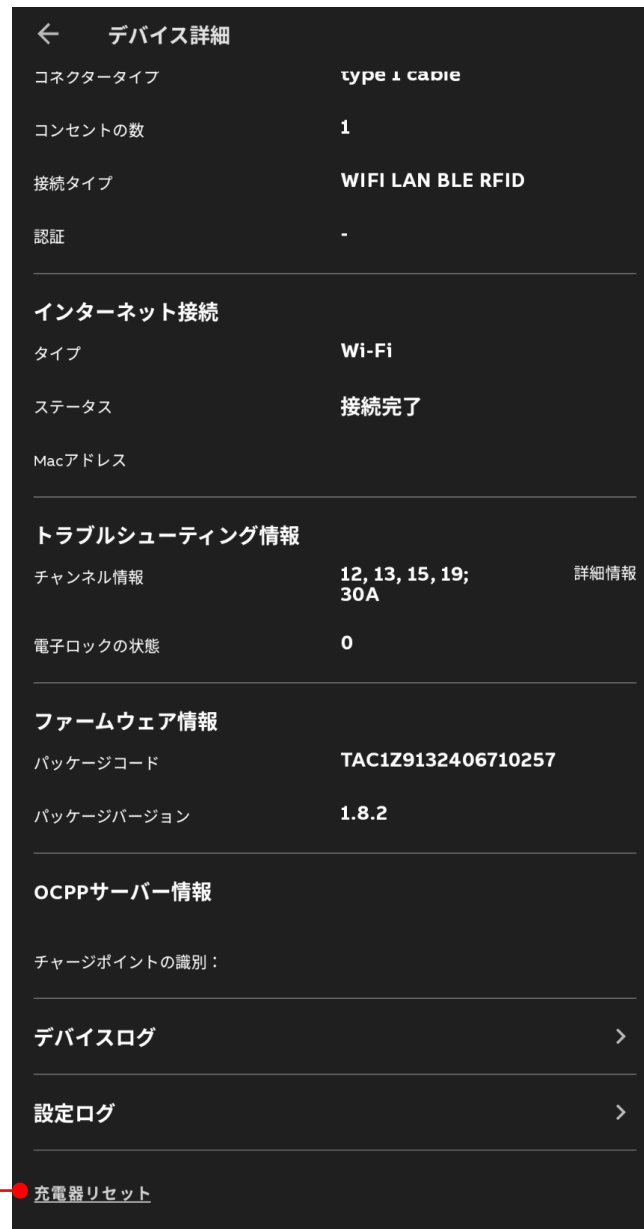 デバイス詳細
コネクタータイプ type 1 cable
コンセントの数 1
接続タイプ WIFI LAN BLE RFID
認証 -
インターネット接続
タイプ Wi-Fi
ステータス 接続完了
Macアドレス
トラブルシューティング情報
チャンネル情報 12, 13, 15, 19; 詳細情報
30A
電子ロックの状態 0
ファームウェア情報
パッケージコード TAC1Z9132406710257
パッケージバージョン 1.8.2
OCPPサーバー情報
チャージポイントの識別：
デバイスログ
設定ログ
充電器リセット